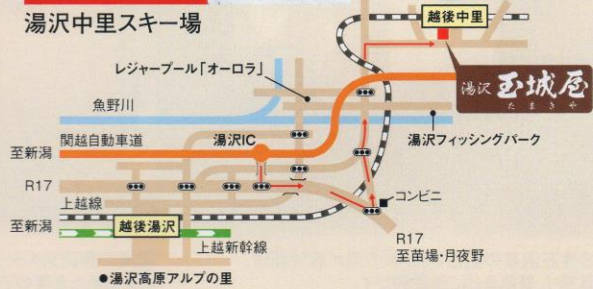 湯沢中里スキー場
越後中里
湯沢 玉城屋
たまきや
レジャープール「オーロラ」
魚野川
湯沢フィッシングパーク
関越自動車道
湯沢IC
至新潟
R17
コンビニ
上越線
至新潟
越後湯沢
上越新幹線
R17
至苗場・月夜野
●湯沢高原アルプの里